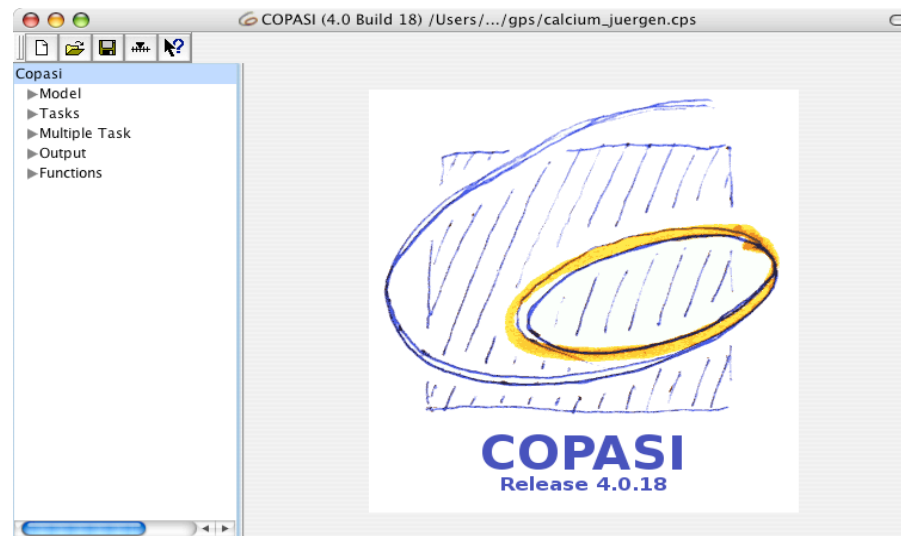 COPASI (4.0 Build 18) /Users/.../gps/calcium_juergen.cps
Copasi
Model
Tasks
Multiple Task
Output
Functions
COPASI
Release 4.0.18